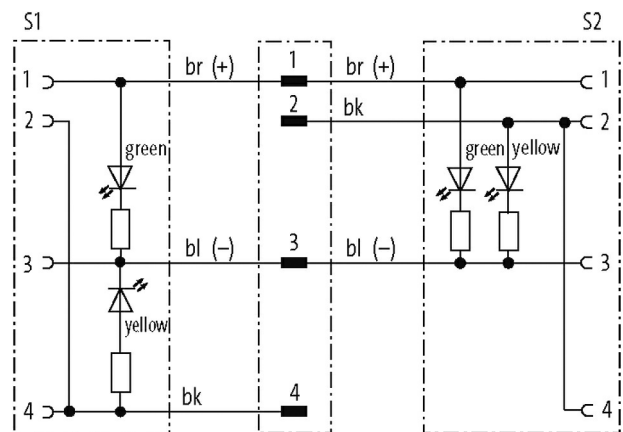 S1 S2
1 br (+) 1 br (+) 1
2 2 bk 2
green green yellow
3 bl (–) 3 bl (–) 3
yellow
4 bk 4 4